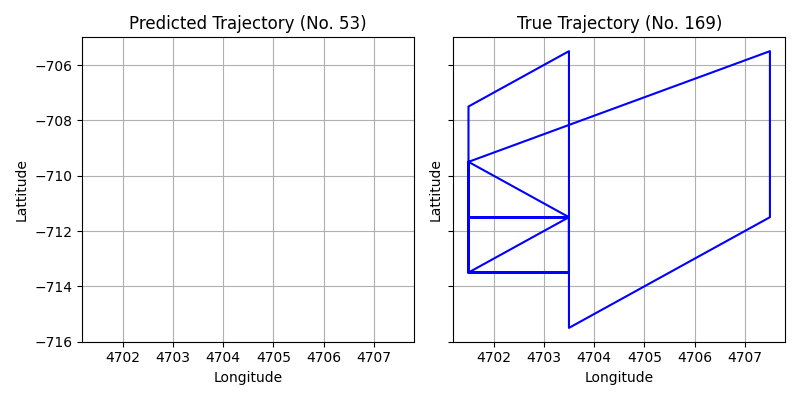 Predicted Trajectory (No. 53)
True Trajectory (No. 169)
−706
−708
−710
−712
−714
−716
Lattitude
Lattitude
4702 4703 4704 4705 4706 4707
4702 4703 4704 4705 4706 4707
Longitude
Longitude